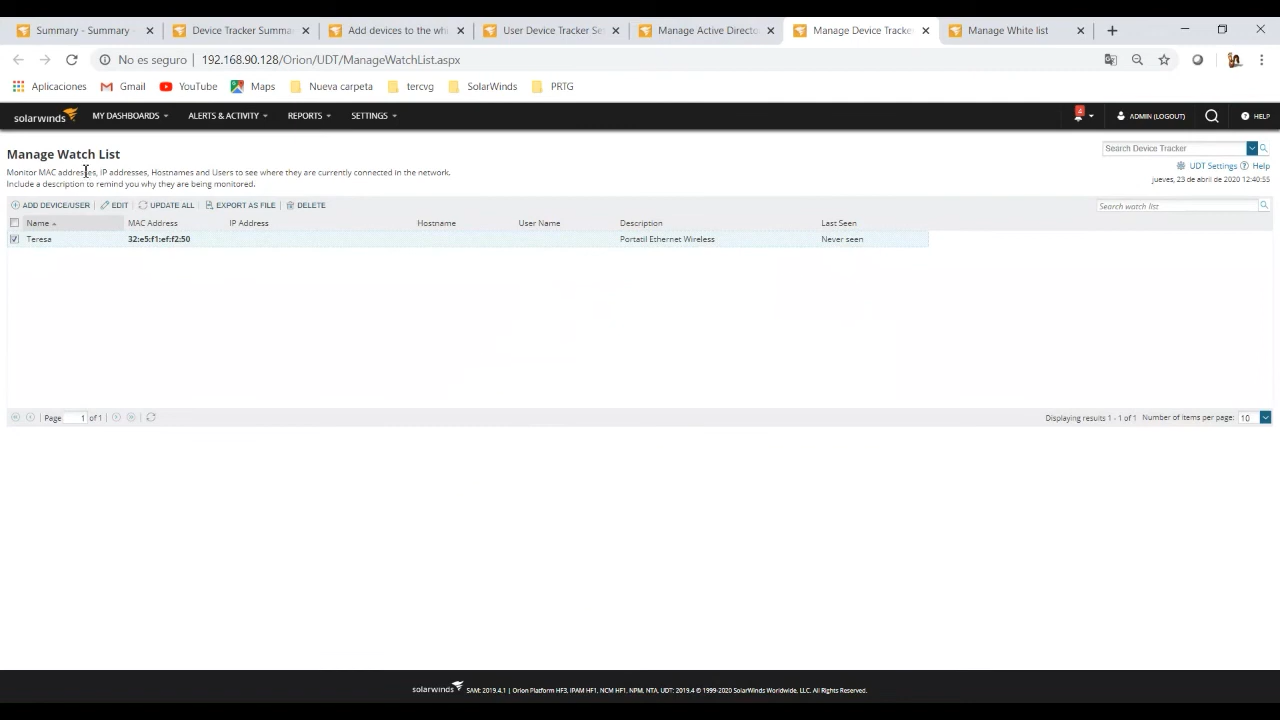 Summary - Summary
Device Tracker Summa
Add devices to the whi
User Device Tracker Se
Manage Active Directo
Manage Device Tracke
Manage White list
No es seguro | 192.168.90.128/Orion/UDT/ManageWatchList.aspx
Aplicaciones Gmail YouTube Maps Nueva carpeta tercvg SolarWinds PRTG
solarwinds MY DASHBOARDS ALERTS & ACTIVITY REPORTS SETTINGS 4 ADMIN (LOGOUT) HELP
Manage Watch List
Search Device Tracker
Monitor MAC addresses, IP addresses, Hostnames and Users to see where they are currently connected in the network.
Include a description to remind you why they are being monitored.
UDT Settings Help
jueves, 23 de abril de 2020 12:40:55
ADD DEVICE/USER EDIT UPDATE ALL EXPORT AS FILE DELETE Search watch list
Name MAC Address IP Address Hostname User Name Description Last Seen
Teresa 32:e5:f1:ef:f2:50 Portatil Ethernet Wireless Never seen
Page 1 of 1 Displaying results 1 - 1 of 1 Number of items per page: 10
solarwinds SAM: 2019.4.1 | Orion Platform HF3, IPAM HF1, NCM HF1, NPM, NTA, UDT: 2019.4 © 1999-2020 SolarWinds Worldwide, LLC. All Rights Reserved.